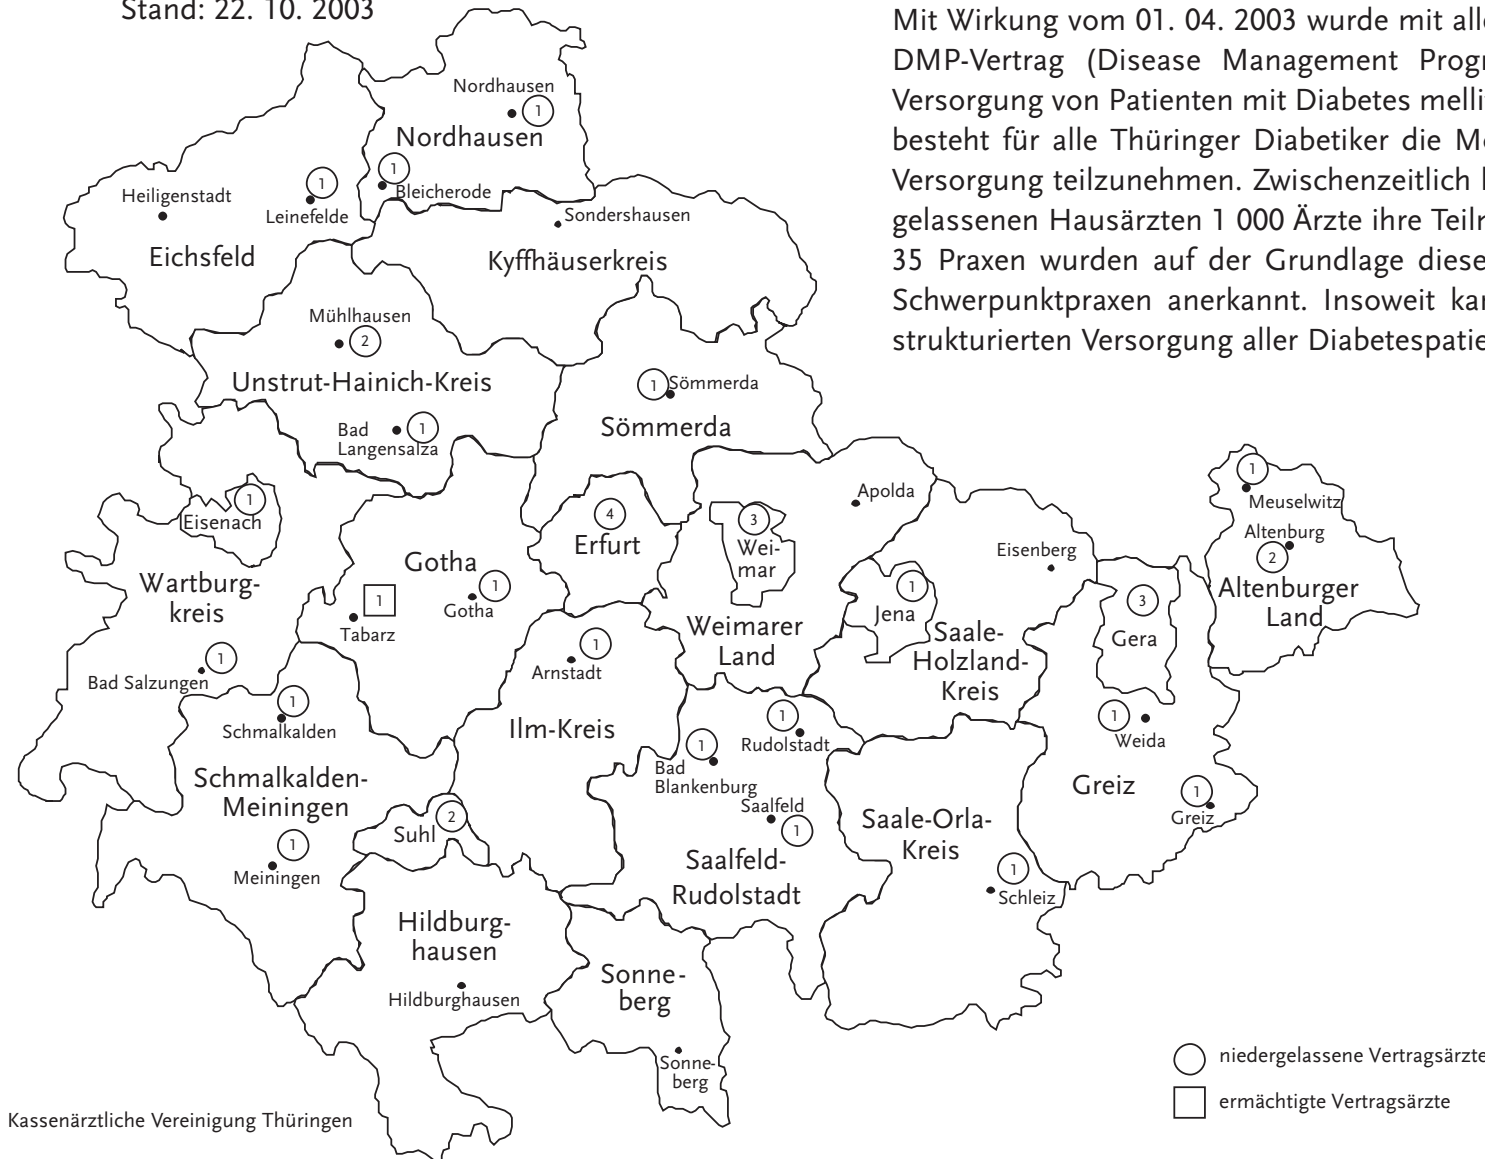 Stand: 22. 10. 2003
Mit Wirkung vom 01. 04. 2003 wurde mit
DMP-Vertrag (Disease Management
Versorgung von Patienten mit Diabetes
besteht für alle Thüringer Diabetiker die
Versorgung teilzunehmen. Zwischenzeitlich
gelassenen Hausärzten 1 000 Ärzte ihre
35 Praxen wurden auf der Grundlage
Schwerpunktpraxen anerkannt. Insoweit
strukturierten Versorgung aller
Nordhausen
1
Nordhausen
1
Bleicherode
Heiligenstadt
1
Leinefelde
Eichsfeld
Sondershausen
Kyffhäuserkreis
Mühlhausen
2
Unstrut-Hainich-Kreis
Bad
Langensalza
1
1
Sömmerda
Sömmerda
1
Eisenach
Wartburg-
kreis
1
Bad Salzungen
Gotha
1
Gotha
1
Tabarz
4
Erfurt
3
Wei-
mar
Apolda
Weimarer
Land
1
Jena
Eisenberg
Saale-
Holzland-
Kreis
3
Gera
1
Meuselwitz
Altenburg
2
Altenburger
Land
1
Arnstadt
Ilm-Kreis
1
Schmalkalden
Schmalkalden-
Meiningen
1
Meiningen
2
Suhl
1
Rudolstadt
1
Bad
Blankenburg
Saalfeld
1
Saalfeld-
Rudolstadt
1
Weida
Greiz
1
Greiz
Saale-Orla-
Kreis
1
Schleiz
Hildburg-
hausen
Hildburghausen
Sonne-
berg
Sonne-
berg
niedergelassene Vertragsärzte
ermächtigte Vertragsärzte
Kassenärztliche Vereinigung Thüringen